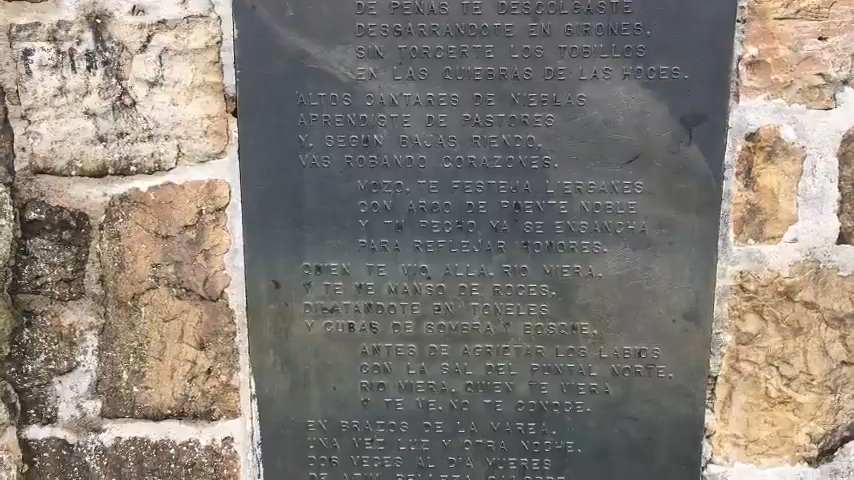 DE PEÑAS TE DESCOLGASTE
DESGARRANDOTE EN GIRONES,
SIN TORCERTE LOS TOBILLOS
EN LAS QUIEBRAS DE LAS HOCES.
ALTOS CANTARES DE NIEBLAS
APRENDISTE DE PASTORES
Y, SEGUN BAJAS RIENDO,
VAS ROBANDO CORAZONES.
MOZO, TE FESTEJA LIERGANES
CON ARCO DE PUENTE NOBLE
Y TU PECHO YA SE ENSANCHA
PARA REFLEJAR HONORES.
QUIEN TE VIO ALLA, RIO MIERA,
Y TE VE MANSO DE ROCES,
DILATANDOTE EN TONELES
Y CUBAS DE SOMBRA Y BOSQUE,
ANTES DE AGRIETAR LOS LABIOS
CON LA SAL DEL PUNTAL NORTE,
RIO MIERA, QUIEN TE VIERA
Y TE VE, NO TE CONOCE.
EN BRAZOS DE LA MAREA,
UNA VEZ LUZ Y OTRA NOCHE,
DOS VECES AL DIA MUERES
DE